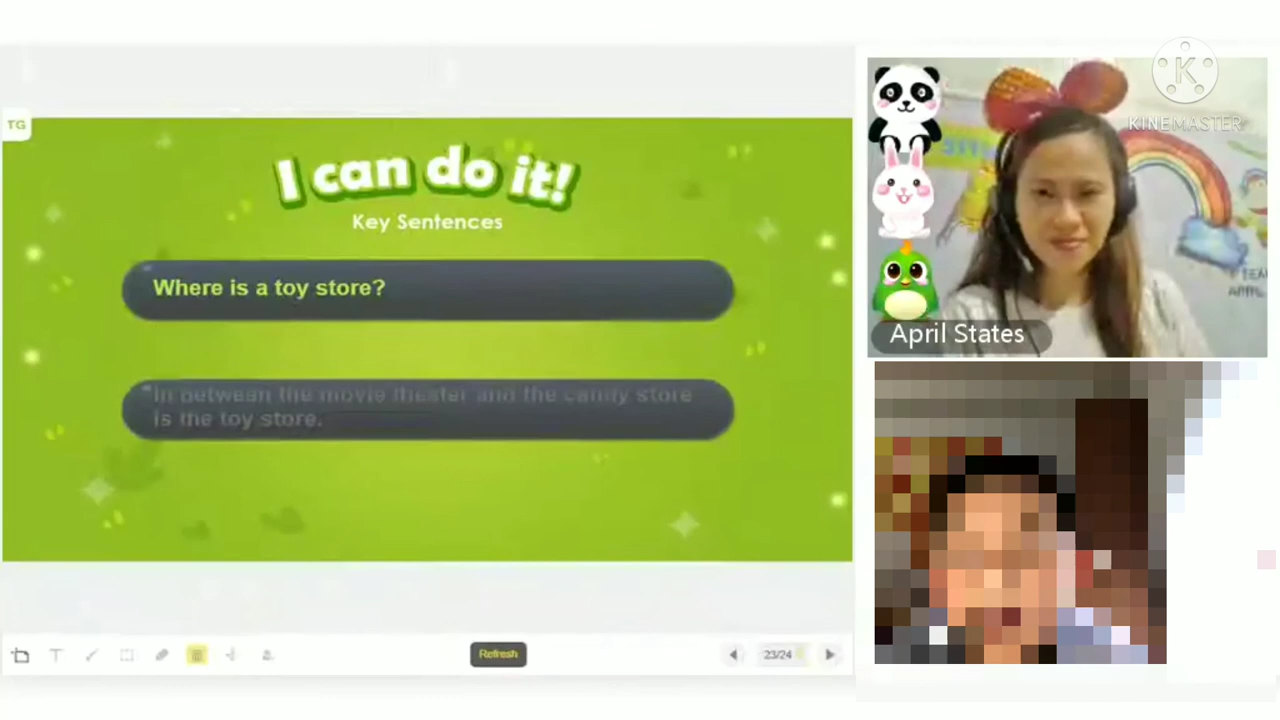 TG
I can do it!
Key Sentences
Where is a toy store?
In between the movie theater and the candy store
is the toy store.
Refresh
23/24
K
KINEMASTER
April States
APRIL